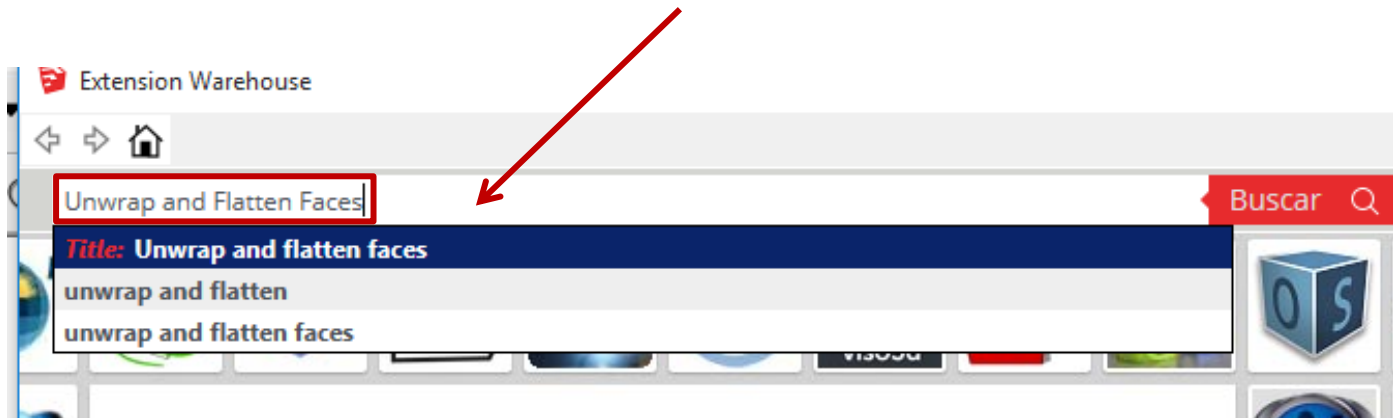 Extension Warehouse
Unwrap and Flatten Faces
Buscar
Title: Unwrap and flatten faces
unwrap and flatten
unwrap and flatten faces
OS